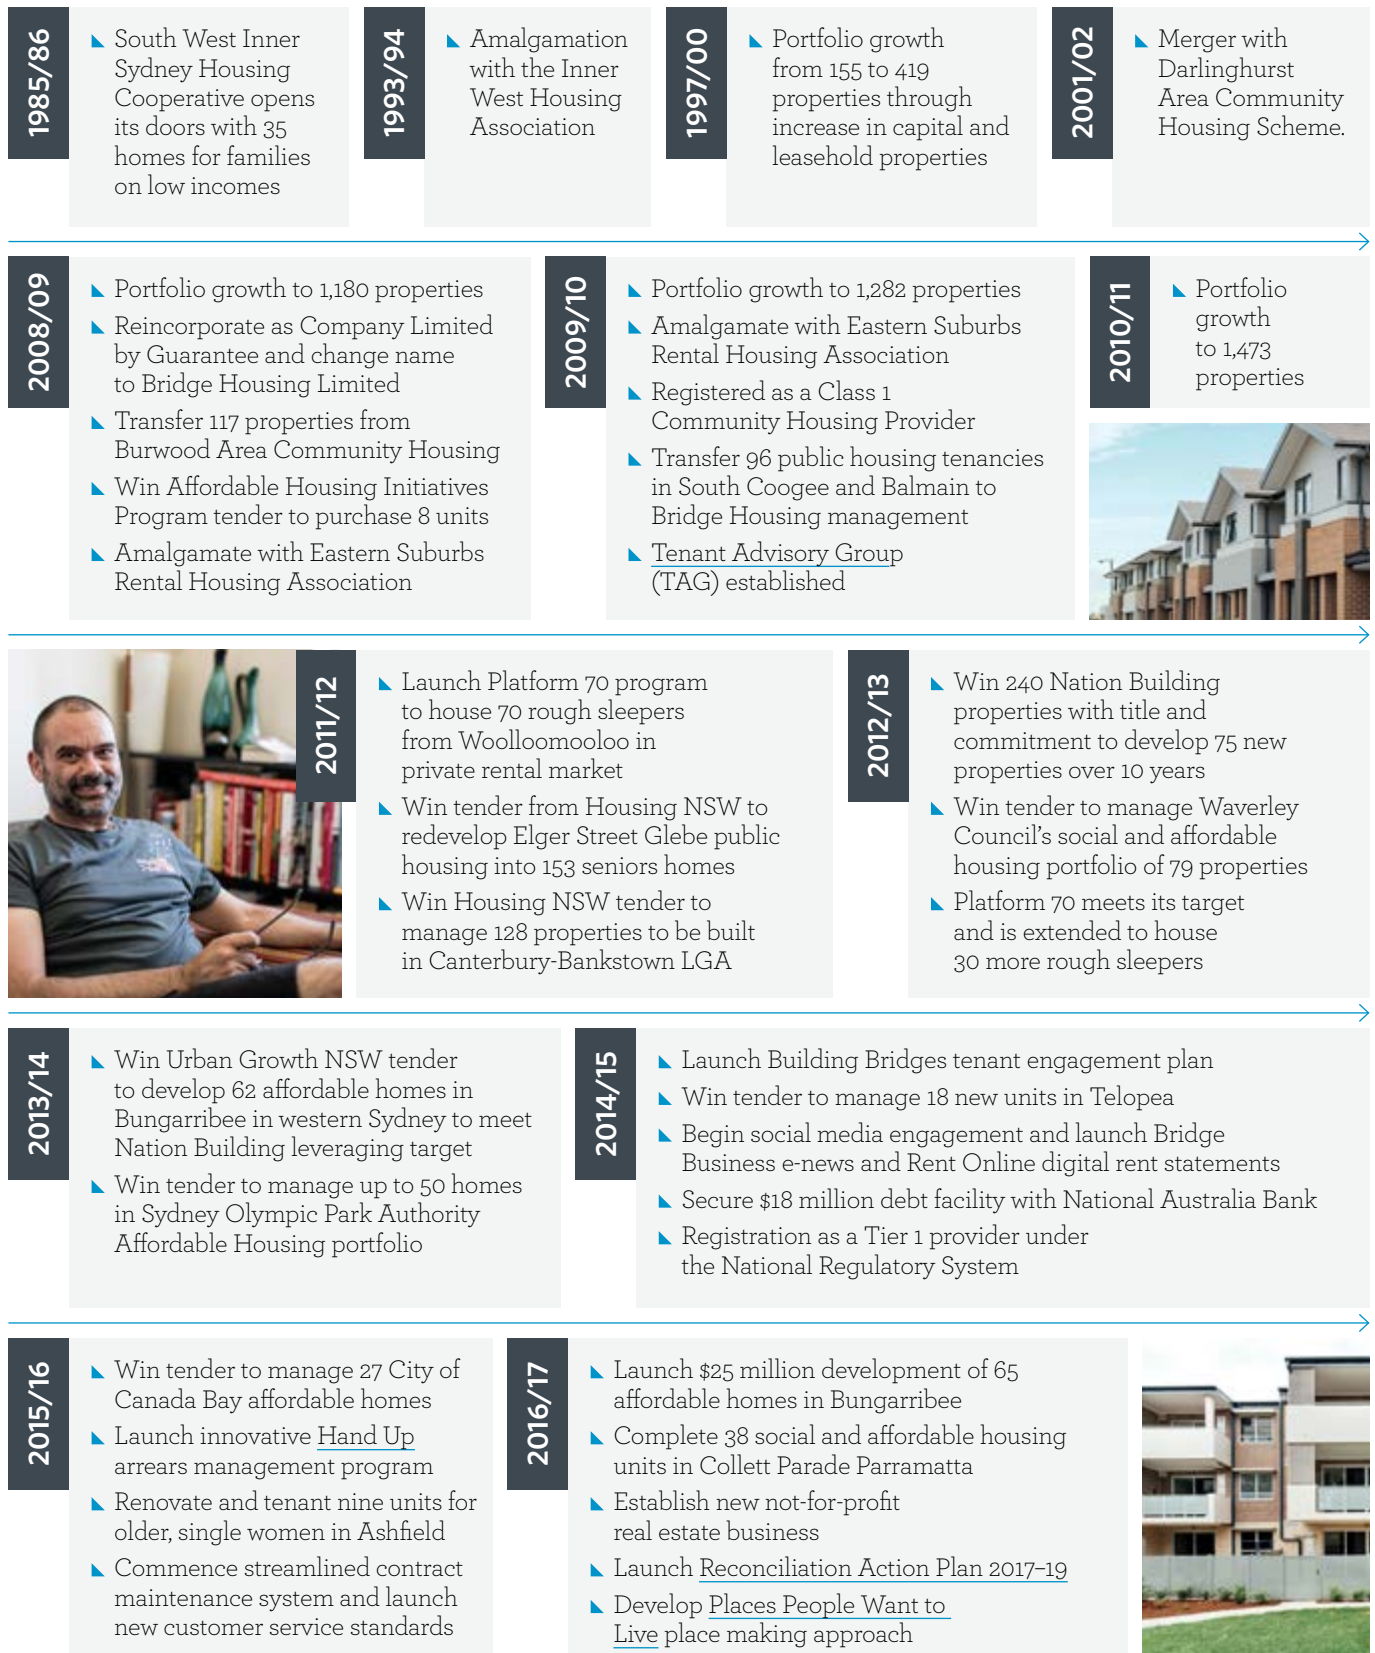 1985/86
South West Inner
Sydney Housing
Cooperative opens
its doors with 35
homes for families
on low incomes
1993/94
Amalgamation
with the Inner
West Housing
Association
1997/00
Portfolio growth
from 155 to 419
properties through
increase in capital and
leasehold properties
2001/02
Merger with
Darlinghurst
Area Community
Housing Scheme.
2008/09
Portfolio growth to 1,180 properties
Reincorporate as Company Limited
by Guarantee and change name
to Bridge Housing Limited
Transfer 117 properties from
Burwood Area Community Housing
Win Affordable Housing Initiatives
Program tender to purchase 8 units
Amalgamate with Eastern Suburbs
Rental Housing Association
2009/10
Portfolio growth to 1,282 properties
Amalgamate with Eastern Suburbs
Rental Housing Association
Registered as a Class 1
Community Housing Provider
Transfer 96 public housing tenancies
in South Coogee and Balmain to
Bridge Housing management
Tenant Advisory Group
(TAG) established
2010/11
Portfolio
growth
to 1,473
properties
2011/12
Launch Platform 70 program
to house 70 rough sleepers
from Woolloomooloo in
private rental market
Win tender from Housing NSW to
redevelop Elger Street Glebe public
housing into 153 seniors homes
Win Housing NSW tender to
manage 128 properties to be built
in Canterbury-Bankstown LGA
2012/13
Win 240 Nation Building
properties with title and
commitment to develop 75 new
properties over 10 years
Win tender to manage Waverley
Council's social and affordable
housing portfolio of 79 properties
Platform 70 meets its target
and is extended to house
30 more rough sleepers
2013/14
Win Urban Growth NSW tender
to develop 62 affordable homes in
Bungarribee in western Sydney to meet
Nation Building leveraging target
Win tender to manage up to 50 homes
in Sydney Olympic Park Authority
Affordable Housing portfolio
2014/15
Launch Building Bridges tenant engagement plan
Win tender to manage 18 new units in Telopea
Begin social media engagement and launch Bridge
Business e-news and Rent Online digital rent statements
Secure $18 million debt facility with National Australia Bank
Registration as a Tier 1 provider under
the National Regulatory System
2015/16
Win tender to manage 27 City of
Canada Bay affordable homes
Launch innovative Hand Up
arrears management program
Renovate and tenant nine units for
older, single women in Ashfield
Commence streamlined contract
maintenance system and launch
new customer service standards
2016/17
Launch $25 million development of 65
affordable homes in Bungarribee
Complete 38 social and affordable housing
units in Collett Parade Parramatta
Establish new not-for-profit
real estate business
Launch Reconciliation Action Plan 2017–19
Develop Places People Want to
Live place making approach